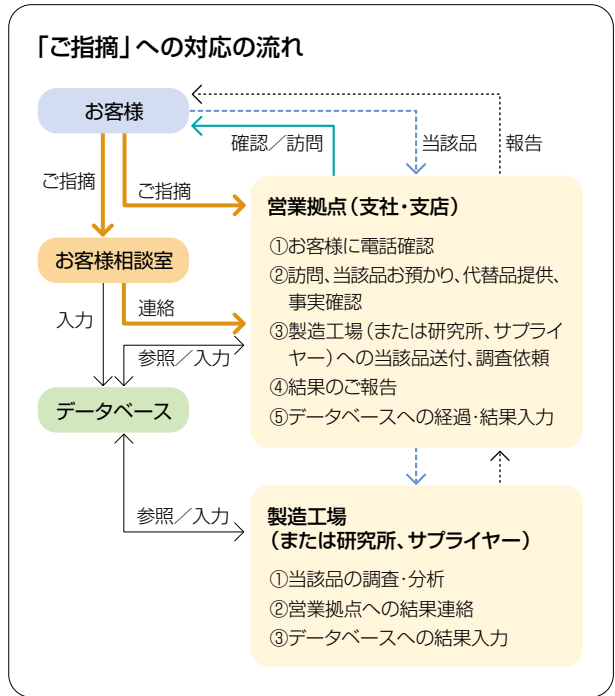 「ご指摘」への対応の流れ
お客様
確認／訪問
当該品
報告
ご指摘
ご指摘
営業拠点（支社・支店）
①お客様に電話確認
②訪問、当該品お預かり、代替品提供、
事実確認
③製造工場（または研究所、サプライ
ヤー）への当該品送付、調査依頼
④結果のご報告
⑤データベースへの経過・結果入力
お客様相談室
入力
連絡
参照／入力
データベース
参照／入力
製造工場
（または研究所、サプライヤー）
①当該品の調査・分析
②営業拠点への結果連絡
③データベースへの結果入力